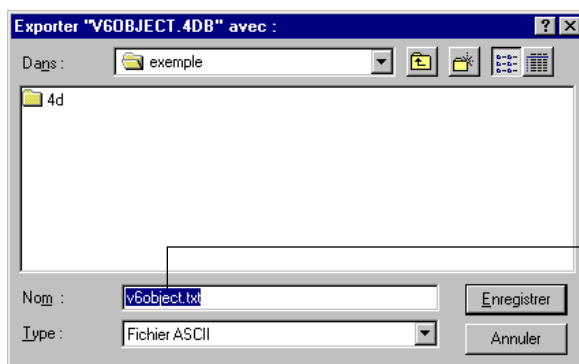 Exporter "V6OBJECT.4DB" avec :
Dans : exemple
4d
Nom : v6object.txt Enregistrer
Type : Fichier ASCII Annuler